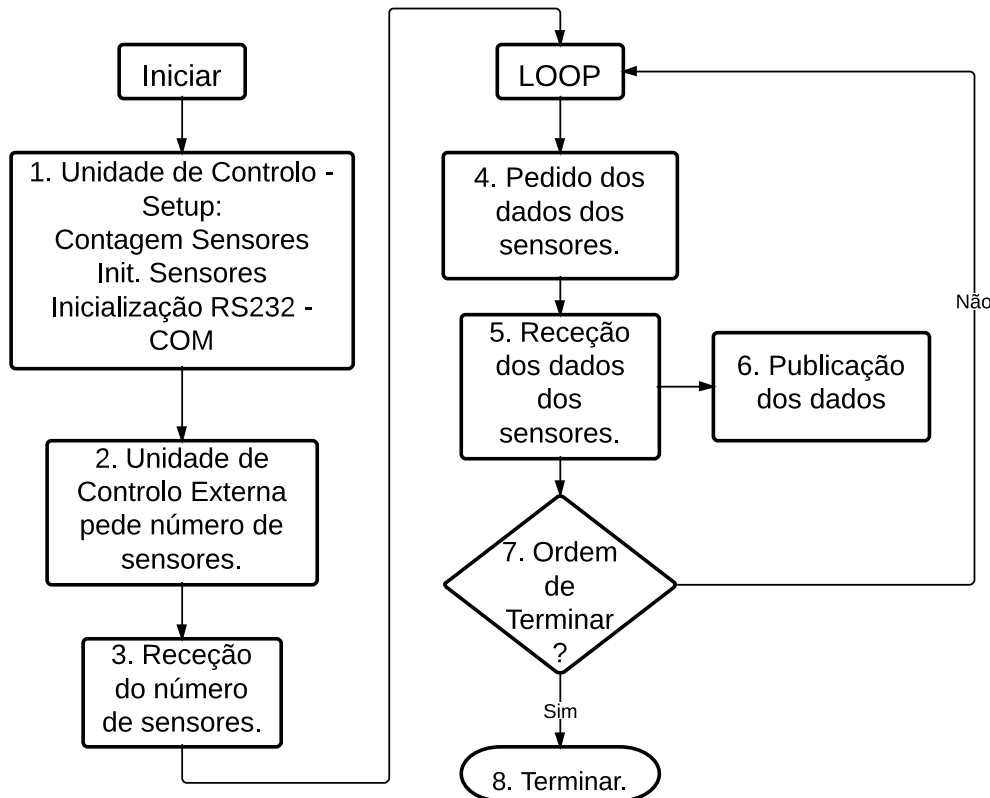 Iniciar
1. Unidade de Controlo -
Setup:
Contagem Sensores
Init. Sensores
Inicialização RS232 -
COM
2. Unidade de
Controlo Externa
pede número de
sensores.
3. Receção
do número
de sensores.
LOOP
4. Pedido dos
dados dos
sensores.
5. Receção
dos dados
dos
sensores.
6. Publicação
dos dados
7. Ordem
de
Terminar
?
Não
Sim
8. Terminar.